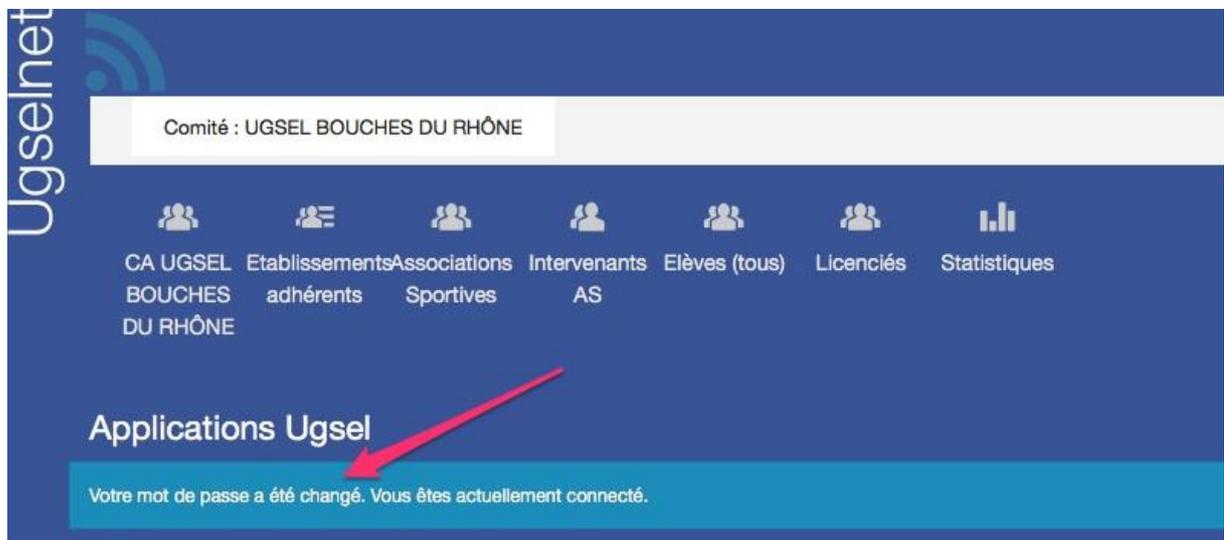 Ugselnet
Comité : UGSEL BOUCHES DU RHÔNE
CA UGSEL
BOUCHES
DU RHÔNE
Etablissements
adhérents
Associations
Sportives
Intervenants
AS
Elèves (tous)
Licenciés
Statistiques
Applications Ugsel
Votre mot de passe a été changé. Vous êtes actuellement connecté.